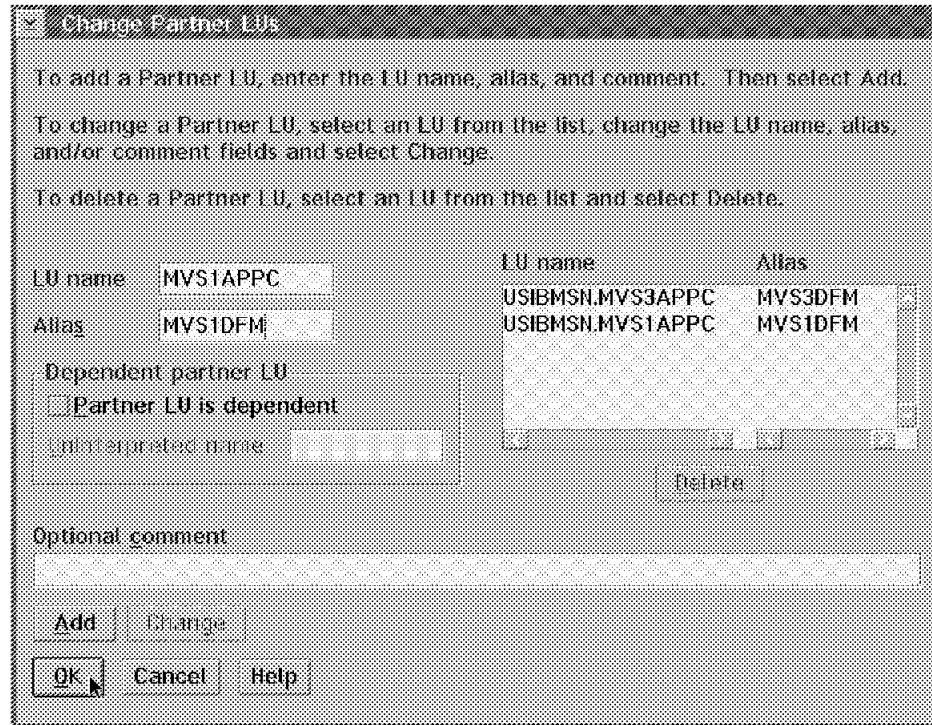 Change Partner LUs
To add a Partner LU, enter the LU name, alias, and comment. Then select Add.
To change a Partner LU, select an LU from the list, change the LU name, alias,
and/or comment fields and select Change.
To delete a Partner LU, select an LU from the list and select Delete.
LU name MVS1APPC
Alias MVS1DFM
Dependent partner LU
Partner LU is dependent
Uninterpreted name
LU name Alias
USIBMSN.MVS3APPC MVS3DFM
USIBMSN.MVS1APPC MVS1DFM
Delete
Optional comment
Add Change
OK Cancel Help